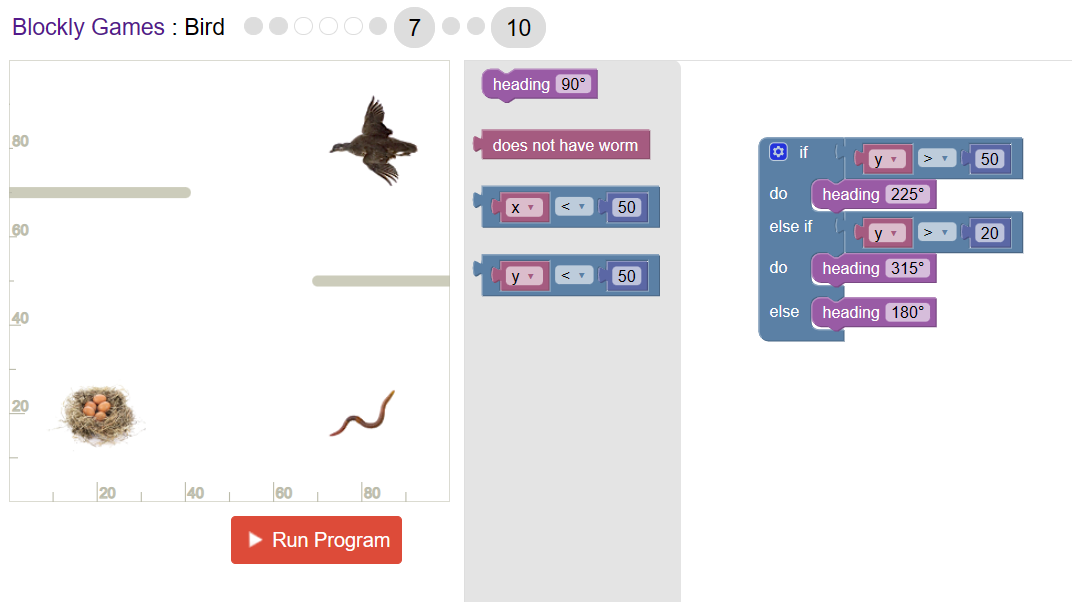 Blockly Games : Bird 7 10
80
60
40
20
20 40 60 80
Run Program
heading 90°
does not have worm
x < 50
y < 50
if y > 50
do heading 225°
else if y > 20
do heading 315°
else heading 180°